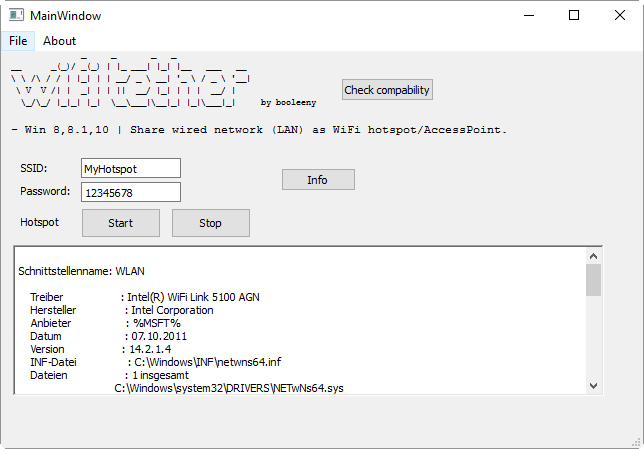 MainWindow
File About
by booleeny
Check compability
- Win 8,8.1,10 | Share wired network (LAN) as WiFi hotspot/AccessPoint.
SSID: MyHotspot
Password: 12345678
Info
Hotspot Start Stop
Schnittstellenname: WLAN
Treiber : Intel(R) WiFi Link 5100 AGN
Hersteller : Intel Corporation
Anbieter : %MSFT%
Datum : 07.10.2011
Version : 14.2.1.4
INF-Datei : C:\Windows\INF\netwns64.inf
Dateien : 1 insgesamt
C:\Windows\system32\DRIVERS\NETwNs64.sys